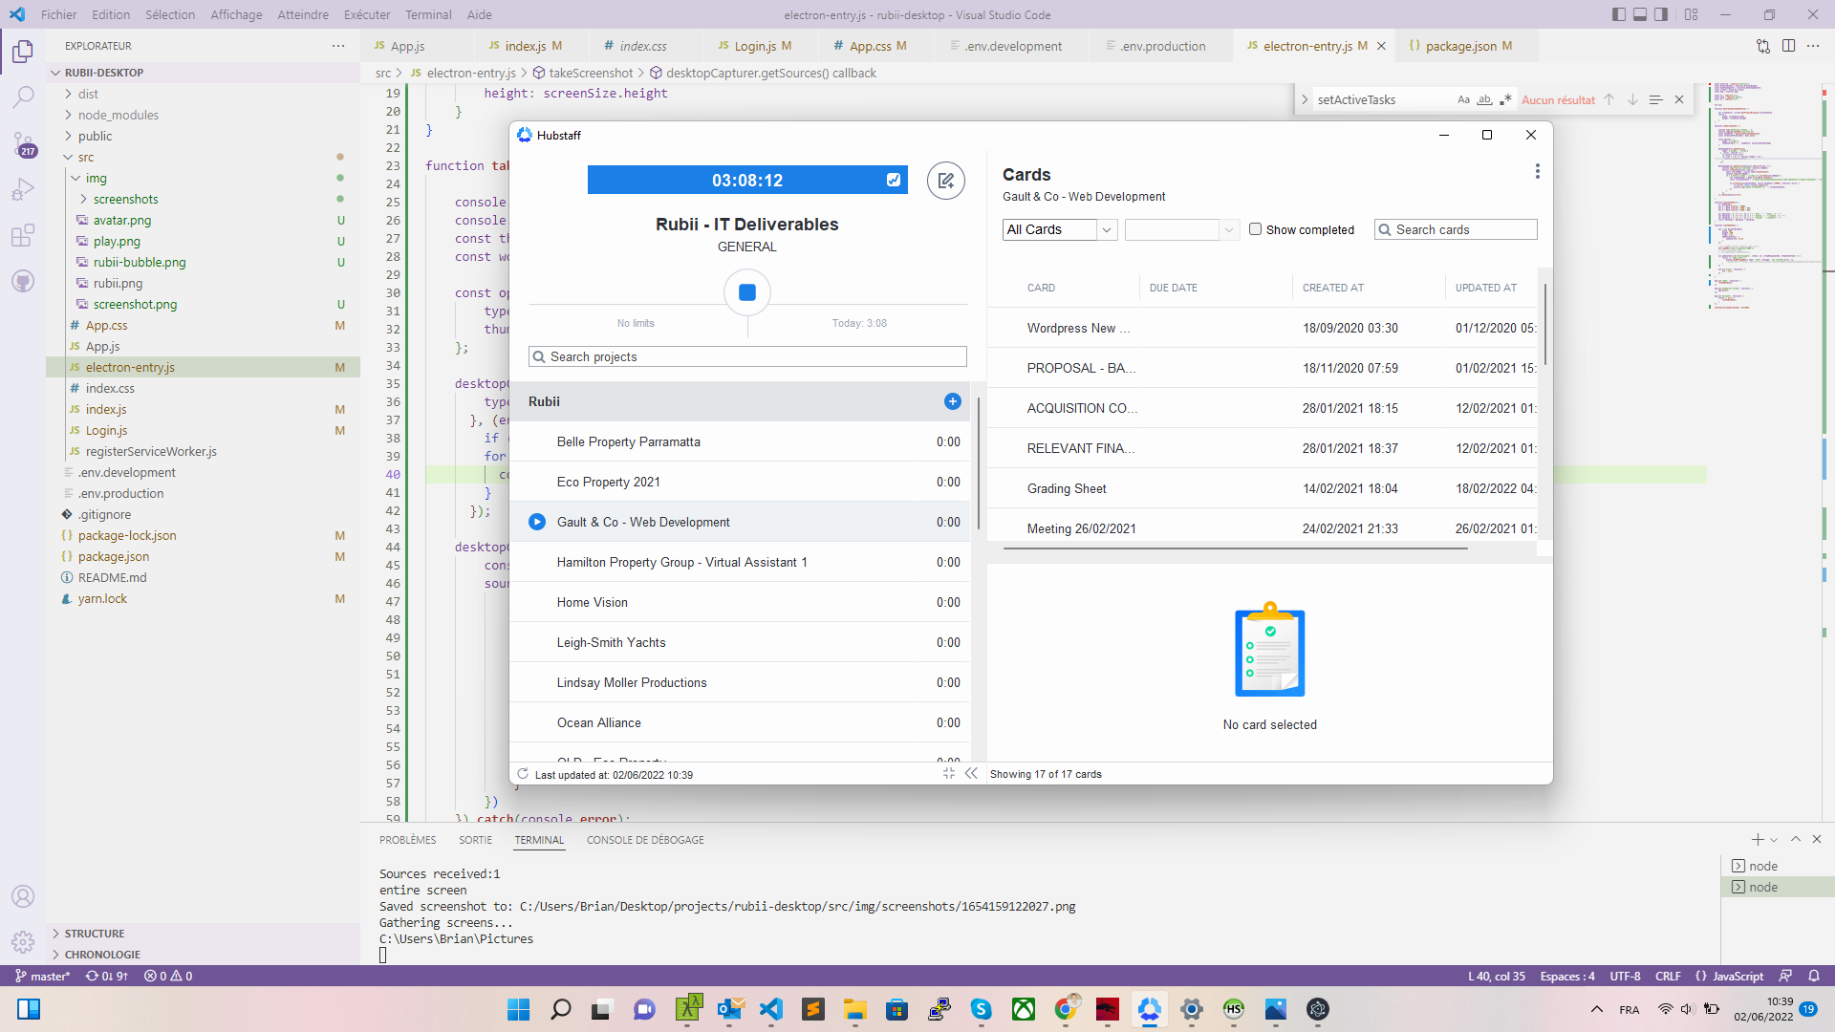 Fichier Edition Sélection Affichage Atteindre Exécuter Terminal Aide
electron-entry.js - rubii-desktop - Visual Studio Code
EXPLORATEUR
RUBII-DESKTOP
dist
node_modules
public
src
img
screenshots
avatar.png U
play.png U
rubii-bubble.png U
rubii.png
screenshot.png U
App.css M
App.js
electron-entry.js M
index.css
index.js M
Login.js M
registerServiceWorker.js
.env.development
.env.production
.gitignore
package-lock.json M
package.json M
README.md
yarn.lock M
STRUCTURE
CHRONOLOGIE
217
JS App.js
JS index.js M
# index.css
JS Login.js M
# App.css M
.env.development
.env.production
JS electron-entry.js M
{} package.json M
src > JS electron-entry.js > takeScreenshot > desktopCapturer.getSources() callback
setActiveTasks Aa ab Aucun résultat
19 height: screenSize.height
20 }
21 }
22
23 function tak
24
25 console
26 console
27 const th
28 const wo
29
30 const op
31 type
32 thum
33 };
34
35 desktopC
36 type
37 }, (er
38 if
39 for
40 co
41 }
42 });
43
44 desktopC
45 cons
46 sour
47
48
49
50
51
52
53
54
55
56
57
58 })
59 }).catch(console.error);
Hubstaff
03:08:12
Rubii - IT Deliverables
GENERAL
No limits
Today: 3:08
Search projects
Rubii
Belle Property Parramatta 0:00
Eco Property 2021 0:00
Gault & Co - Web Development 0:00
Hamilton Property Group - Virtual Assistant 1 0:00
Home Vision 0:00
Leigh-Smith Yachts 0:00
Lindsay Moller Productions 0:00
Ocean Alliance 0:00
Last updated at: 02/06/2022 10:39
Cards
Gault & Co - Web Development
All Cards
Show completed
Search cards
CARD DUE DATE CREATED AT UPDATED AT
Wordpress New ... 18/09/2020 03:30 01/12/2020 05:
PROPOSAL - BA... 18/11/2020 07:59 01/02/2021 15:
ACQUISITION CO... 28/01/2021 18:15 12/02/2021 01:
RELEVANT FINA... 28/01/2021 18:37 12/02/2021 01:
Grading Sheet 14/02/2021 18:04 18/02/2022 04:
Meeting 26/02/2021 24/02/2021 21:33 26/02/2021 01:
No card selected
Showing 17 of 17 cards
PROBLÈMES SORTIE TERMINAL CONSOLE DE DÉBOGAGE
Sources received:1
entire screen
Saved screenshot to: C:/Users/Brian/Desktop/projects/rubii-desktop/src/img/screenshots/1654159122027.png
Gathering screens...
C:\Users\Brian\Pictures
node
node
master* 0↓ 9↑ 0 0
L 40, col 35 Espaces : 4 UTF-8 CRLF {} JavaScript
FRA
10:39
02/06/2022
19